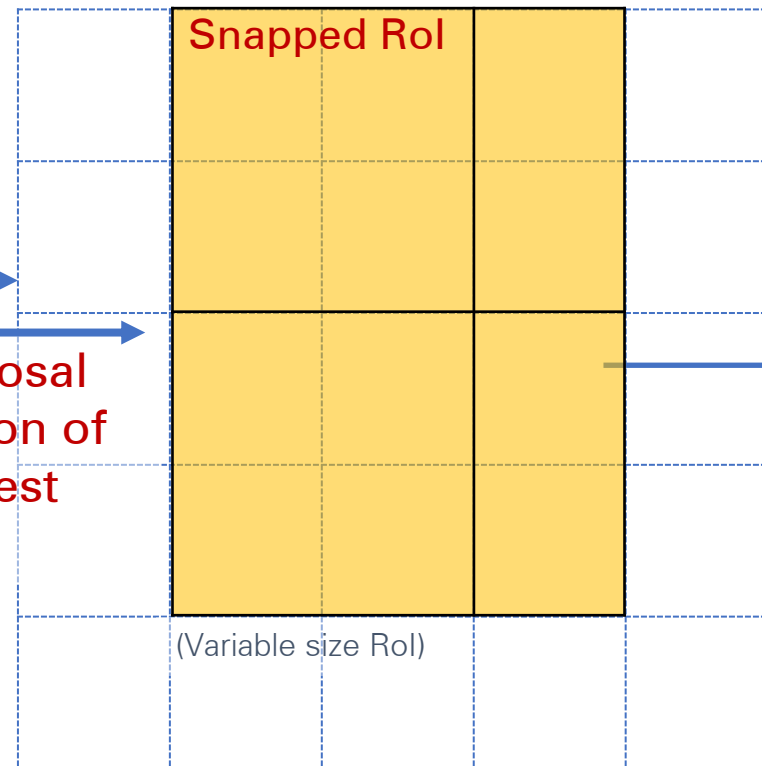 Snapped RoI
osal
on of
est
(Variable size RoI)